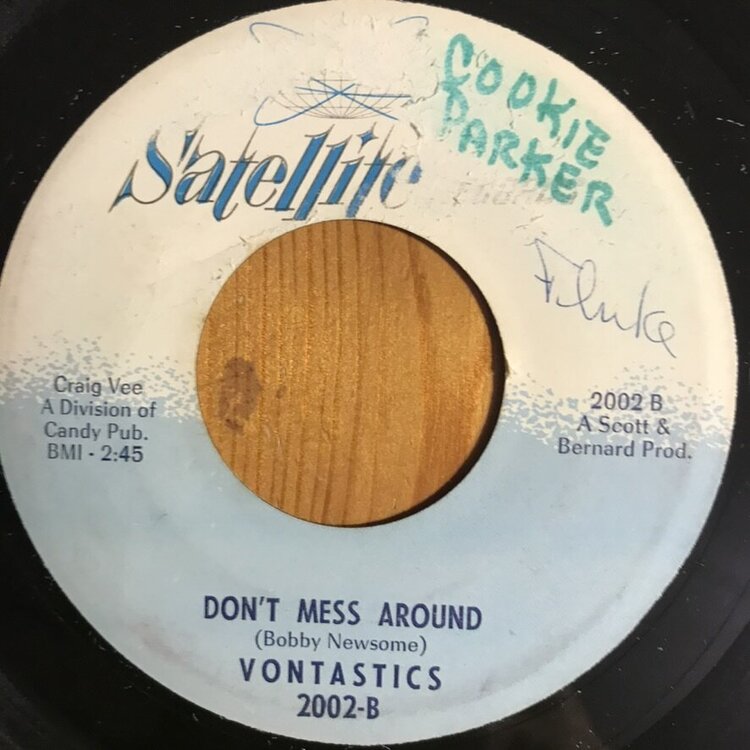 COOKIE
PARKER
Satellite
Fluke
Craig Vee
A Division of
Candy Pub.
BMI - 2:45
2002 B
A Scott &
Bernard Prod.
DON'T MESS AROUND
(Bobby Newsome)
VONTASTICS
2002-B